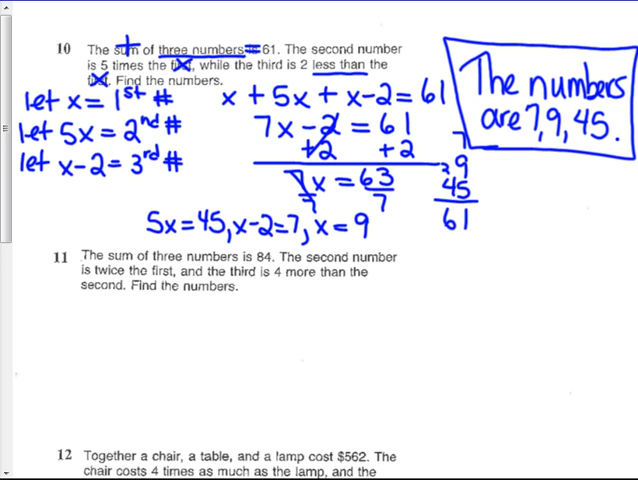 10 The sum of three numbers is 61. The second number
is 5 times the first, while the third is 2 less than the
first. Find the numbers.
+
=
x
x
let x = 1st #
let 5x = 2nd #
let x-2 = 3rd #
x + 5x + x-2 = 61
7x - 2 = 61
+2 +2
7x = 63
7 7
5x = 45, x-2 = 7, x = 9
7
9
45
61
The numbers
are 7, 9, 45.
11 The sum of three numbers is 84. The second number
is twice the first, and the third is 4 more than the
second. Find the numbers.
12 Together a chair, a table, and a lamp cost $562. The
chair costs 4 times as much as the lamp, and the